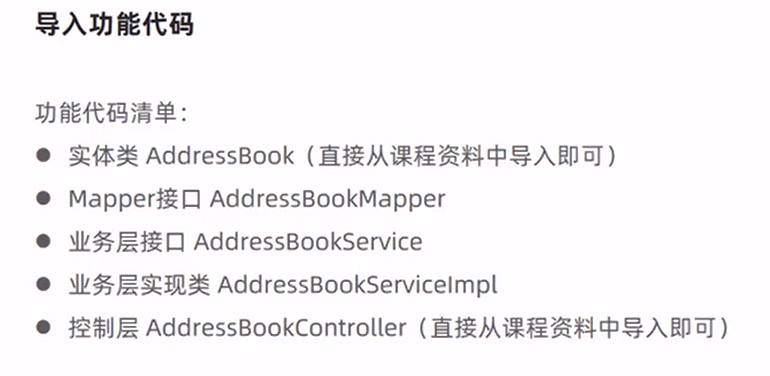 导入功能代码
功能代码清单：
● 实体类 AddressBook（直接从课程资料中导入即可）
● Mapper接口 AddressBookMapper
● 业务层接口 AddressBookService
● 业务层实现类 AddressBookServiceImpl
● 控制层 AddressBookController（直接从课程资料中导入即可）